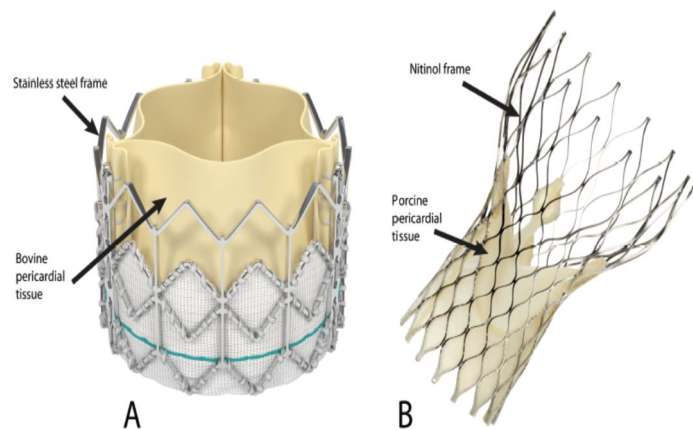 Stainless steel frame
Bovine
pericardial
tissue
A
Nitinol frame
Porcine
pericardial
tissue
B